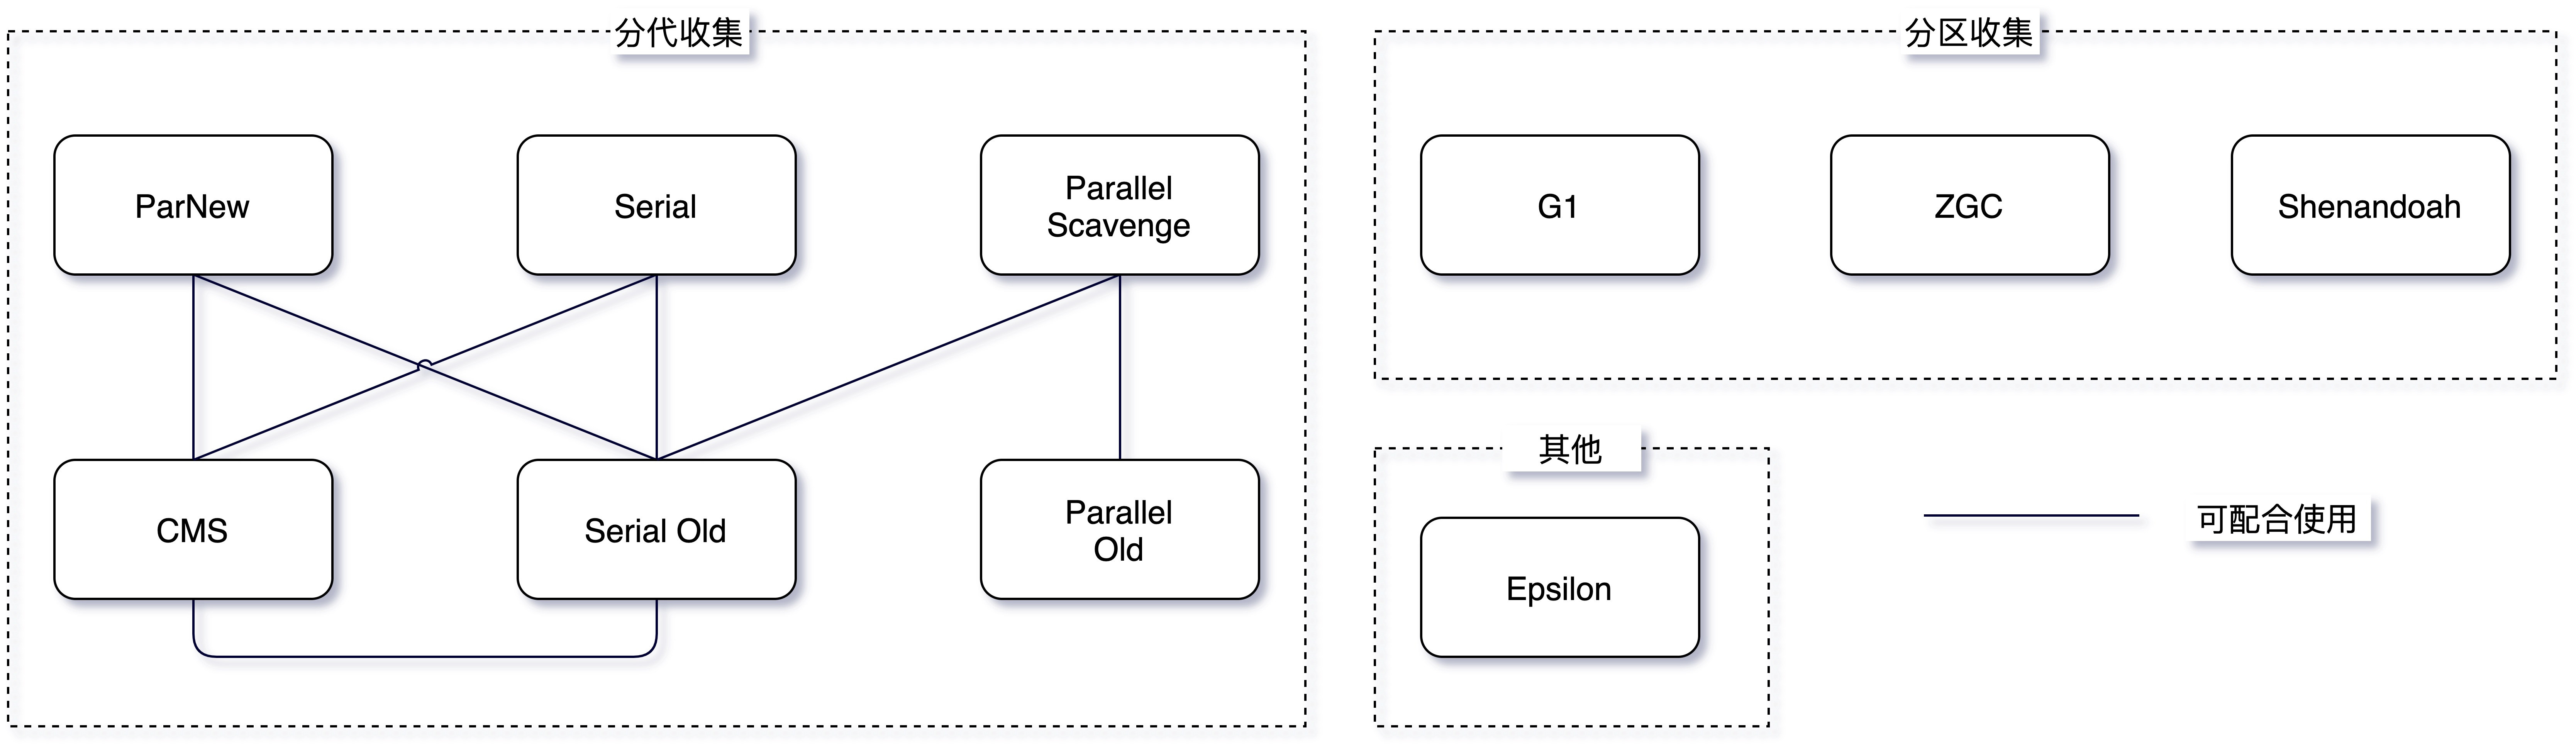 分代收集
ParNew
Serial
Parallel
Scavenge
CMS
Serial Old
Parallel
Old
分区收集
G1
ZGC
Shenandoah
其他
Epsilon
可配合使用